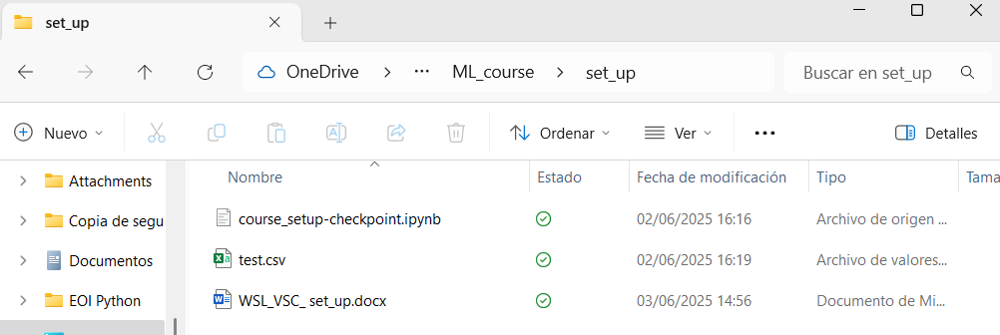 set_up
OneDrive > ... ML_course > set_up
Buscar en set_up
Nuevo
Ordenar
Ver
Detalles
Attachments
Copia de segu
Documentos
EOI Python
Nombre Estado Fecha de modificación Tipo Tama
course_setup-checkpoint.ipynb 02/06/2025 16:16 Archivo de origen ...
test.csv 02/06/2025 16:19 Archivo de valores...
WSL_VSC_ set_up.docx 03/06/2025 14:56 Documento de Mi...